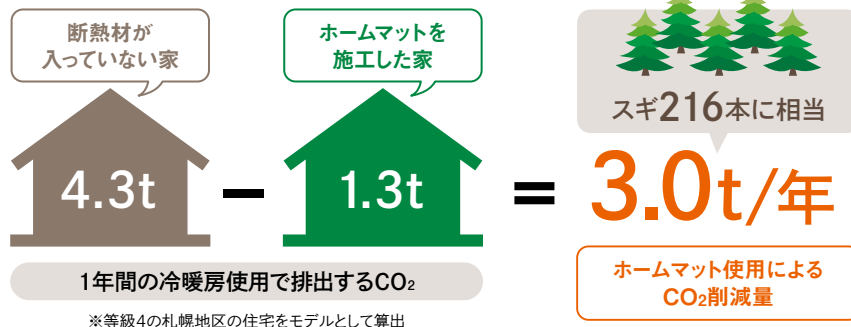 断熱材が
入っていない家
ホームマットを
施工した家
スギ216本に相当
4.3t − 1.3t = 3.0t/年
1年間の冷暖房使用で排出するCO₂
ホームマット使用による
CO₂削減量
※等級4の札幌地区の住宅をモデルとして算出